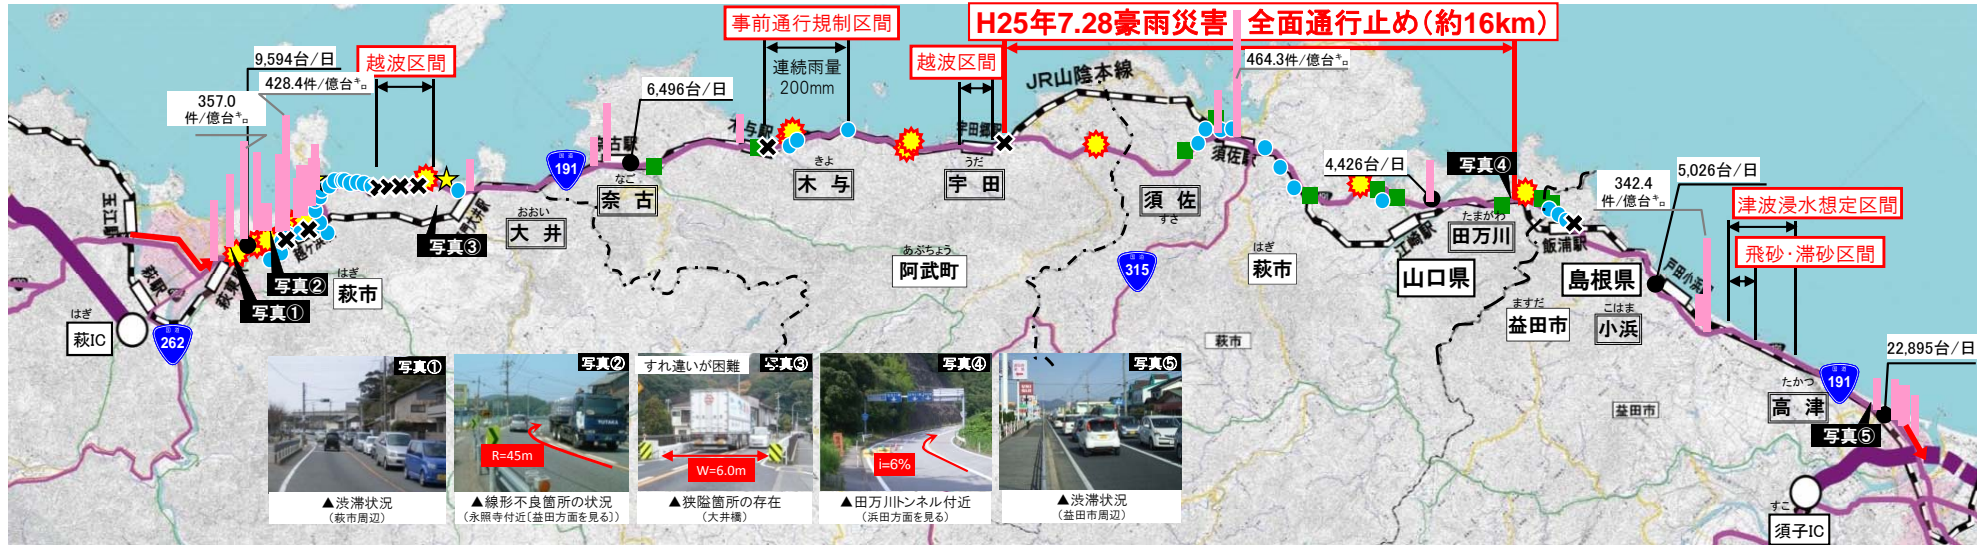 H25年7.28豪雨災害 全面通行止め（約16km）
事前通行規制区間
連続雨量
200mm
越波区間
越波区間
9,594台/日
428.4件/億台㌔
357.0
件/億台㌔
6,496台/日
464.3件/億台㌔
4,426台/日
5,026台/日
342.4
件/億台㌔
津波浸水想定区間
飛砂・滞砂区間
22,895台/日
JR山陰本線
玉江駅
萩駅
萩東
越ヶ浜
奈古駅
木与駅
宇田郷
須佐駅
江崎駅
飯浦駅
戸田小浜
国道
191
国道
262
国道
315
国道
191
はぎ
萩IC
はぎ
萩市
おおい
大井
なご
奈古
きよ
木与
うだ
宇田
須佐
すさ
あぶちょう
阿武町
はぎ
萩市
萩市
たまがわ
田万川
山口県
島根県
ますだ
益田市
こはま
小浜
益田市
たかつ
高津
すこ
須子IC
写真①
写真②
写真③
写真④
写真⑤
写真①
▲渋滞状況
（萩市周辺）
写真②
R=45m
▲線形不良箇所の状況
（永照寺付近〔益田方面を見る〕）
すれ違いが困難
写真③
W=6.0m
▲狭隘箇所の存在
（大井橋）
写真④
i=6%
▲田万川トンネル付近
（浜田方面を見る）
写真⑤
▲渋滞状況
（益田市周辺）